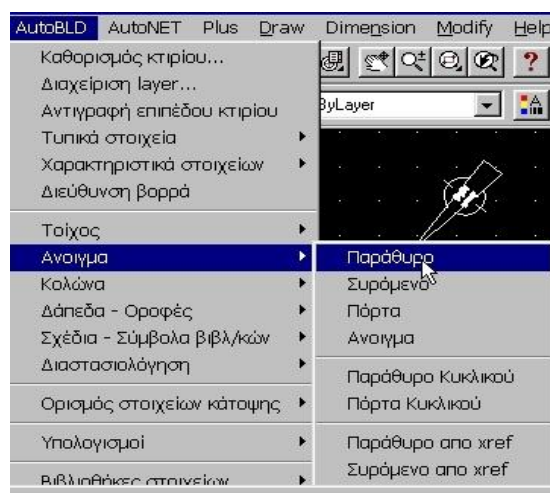 AutoBLD AutoNET Plus Draw Dimension Modify Help
Καθορισμός κτιρίου...
Διαχείριση layer...
Αντιγραφή επιπέδου κτιρίου
Τυπικά στοιχεία
Χαρακτηριστικά στοιχείων
Διεύθυνση βορρά
Τοίχος
Ανοιγμα
Κολώνα
Δάπεδα - Οροφές
Σχέδια - Σύμβολα βιβλ/κών
Διαστασιολόγηση
Ορισμός στοιχείων κάτοψης
Υπολογισμοί
Βιβλιοθήκες στοιχείων
ByLayer
Παράθυρο
Συρόμενο
Πόρτα
Ανοιγμα
Παράθυρο Κυκλικού
Πόρτα Κυκλικού
Παράθυρο απο xref
Συρόμενο απο xref